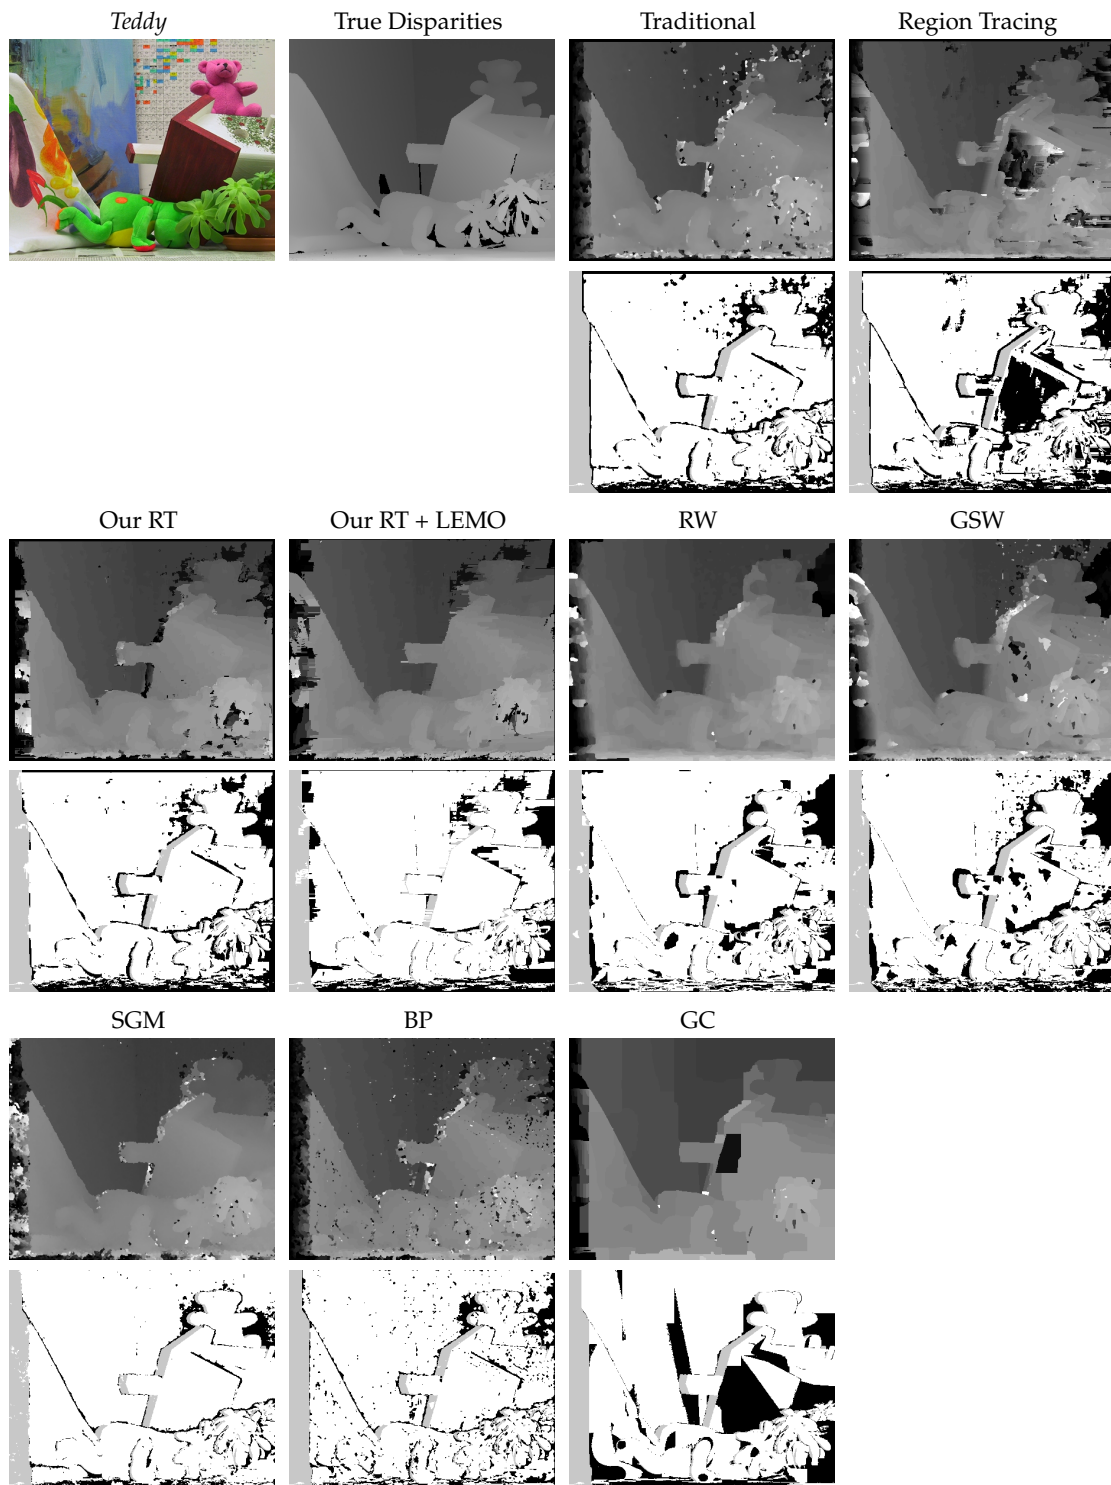 Teddy
True Disparities
Traditional
Region Tracing
Our RT
Our RT + LEMO
RW
GSW
SGM
BP
GC